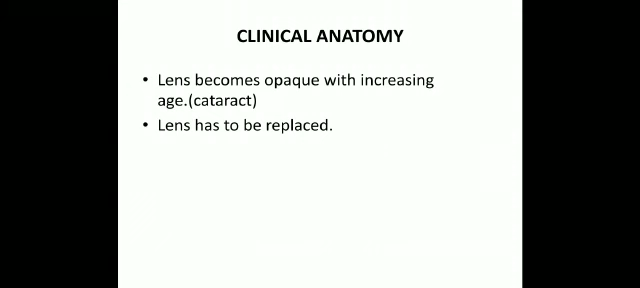 CLINICAL ANATOMY
• Lens becomes opaque with increasing
age.(cataract)
• Lens has to be replaced.